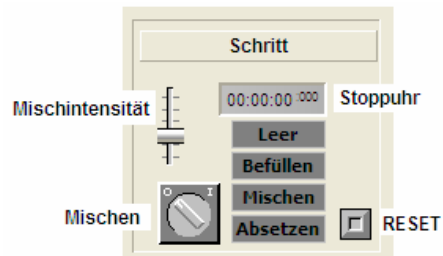 Schritt
Mischintensität
00:00:00:000 Stoppuhr
Leer
Befüllen
O I
Mischen
Mischen
Absetzen
RESET